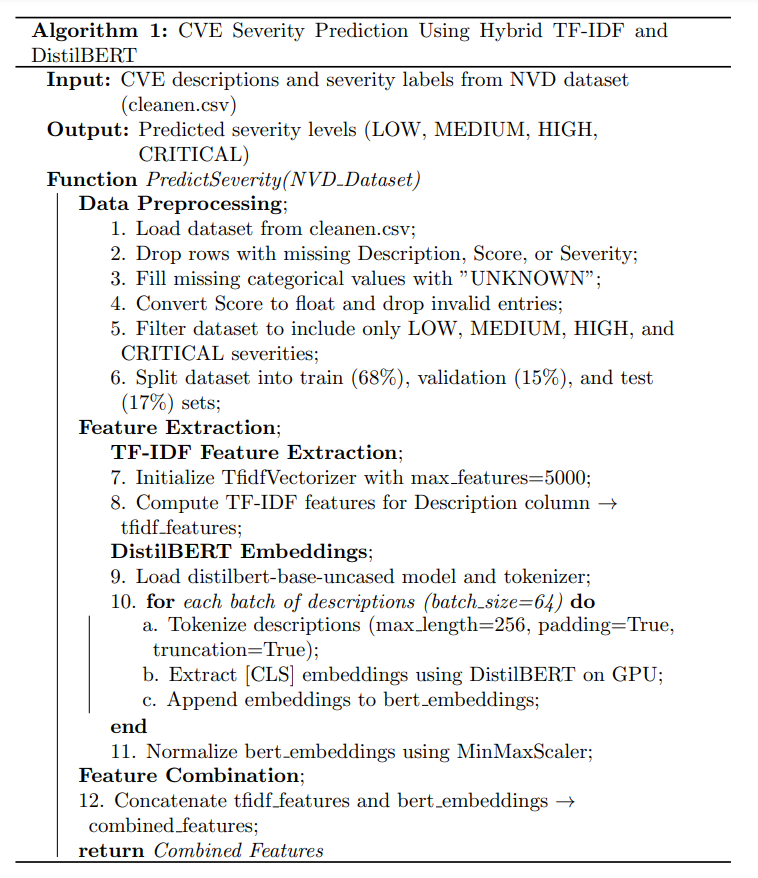 Algorithm 1: CVE Severity Prediction Using Hybrid TF-IDF and
DistilBERT
Input: CVE descriptions and severity labels from NVD dataset
(cleanen.csv)
Output: Predicted severity levels (LOW, MEDIUM, HIGH,
CRITICAL)
Function PredictSeverity(NVD_Dataset)
Data Preprocessing;
1. Load dataset from cleanen.csv;
2. Drop rows with missing Description, Score, or Severity;
3. Fill missing categorical values with ”UNKNOWN”;
4. Convert Score to float and drop invalid entries;
5. Filter dataset to include only LOW, MEDIUM, HIGH, and
CRITICAL severities;
6. Split dataset into train (68%), validation (15%), and test
(17%) sets;
Feature Extraction;
TF-IDF Feature Extraction;
7. Initialize TfidfVectorizer with max_features=5000;
8. Compute TF-IDF features for Description column →
tfidf_features;
DistilBERT Embeddings;
9. Load distilbert-base-uncased model and tokenizer;
10. for each batch of descriptions (batch_size=64) do
a. Tokenize descriptions (max_length=256, padding=True,
truncation=True);
b. Extract [CLS] embeddings using DistilBERT on GPU;
c. Append embeddings to bert_embeddings;
end
11. Normalize bert_embeddings using MinMaxScaler;
Feature Combination;
12. Concatenate tfidf_features and bert_embeddings →
combined_features;
return Combined Features